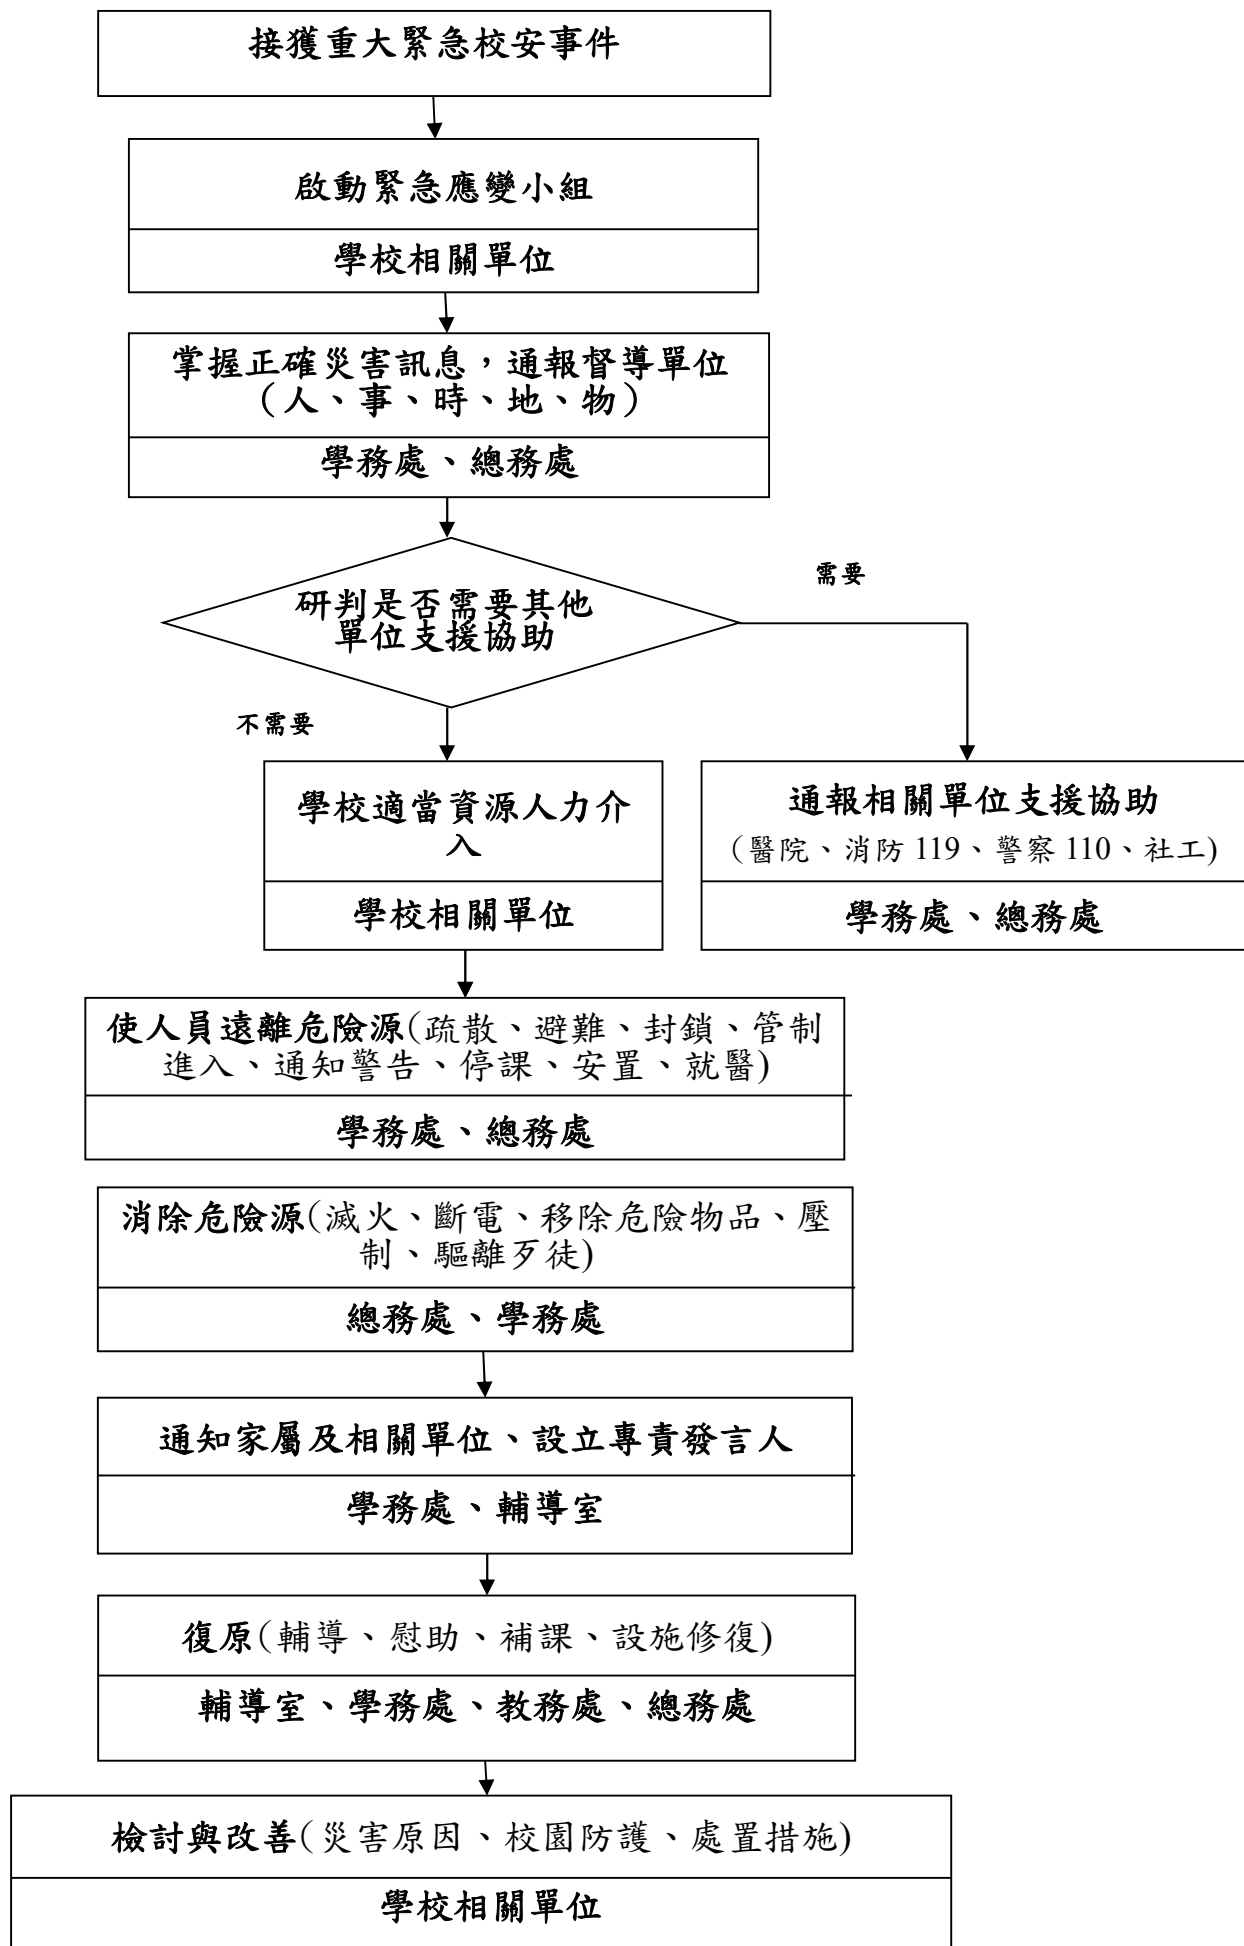 接獲重大緊急校安事件
啟動緊急應變小組
學校相關單位
掌握正確災害訊息，通報督導單位
（人、事、時、地、物）
學務處、總務處
研判是否需要其他
單位支援協助
需要
不需要
學校適當資源人力介
入
學校相關單位
通報相關單位支援協助
（醫院、消防 119、警察 110、社工)
學務處、總務處
使人員遠離危險源(疏散、避難、封鎖、管制
進入、通知警告、停課、安置、就醫)
學務處、總務處
消除危險源(滅火、斷電、移除危險物品、壓
制、驅離歹徒)
總務處、學務處
通知家屬及相關單位、設立專責發言人
學務處、輔導室
復原(輔導、慰助、補課、設施修復)
輔導室、學務處、教務處、總務處
檢討與改善(災害原因、校園防護、處置措施)
學校相關單位